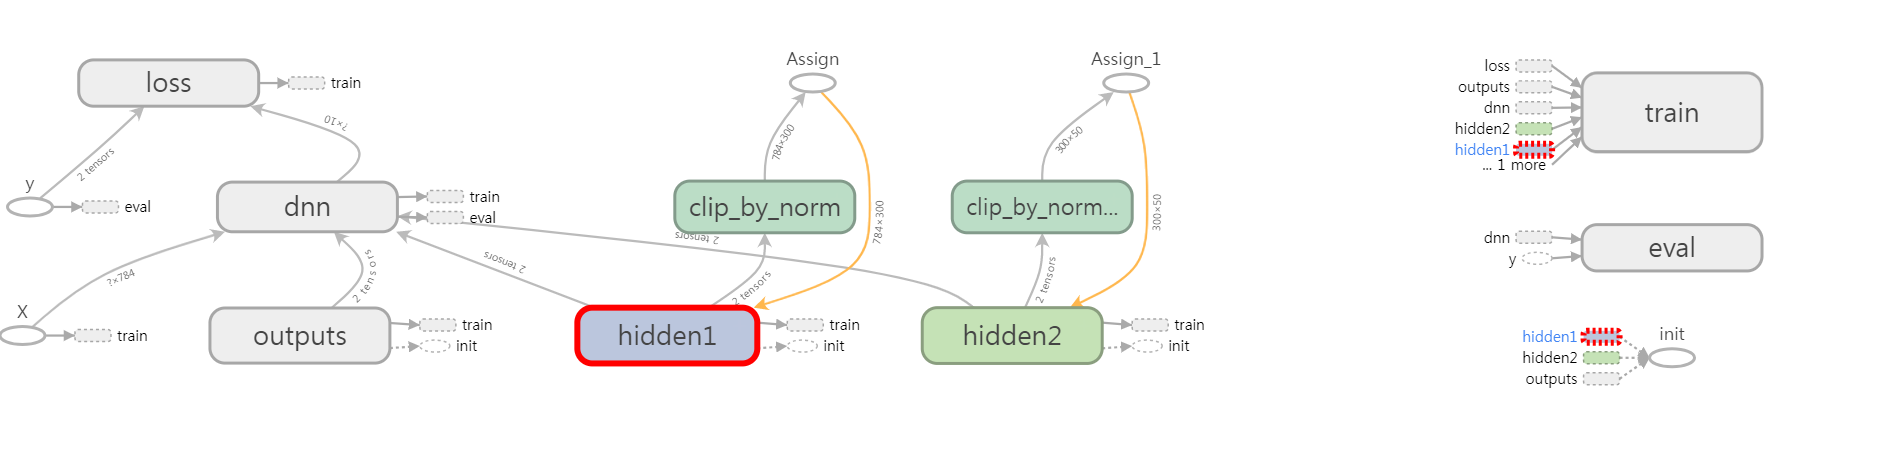 Assign
Assign_1
loss
train
?×10
784×300
300×50
2 tensors
y
eval
dnn
train
eval
clip_by_norm
clip_by_norm...
784×300
300×50
2 tensors
2 tensors
?×784
2 tensors
2 tensors
2 tensors
X
train
outputs
train
init
hidden1
train
init
hidden2
train
init
loss
outputs
dnn
hidden2
hidden1
... 1 more
train
dnn
y
eval
hidden1
hidden2
outputs
init